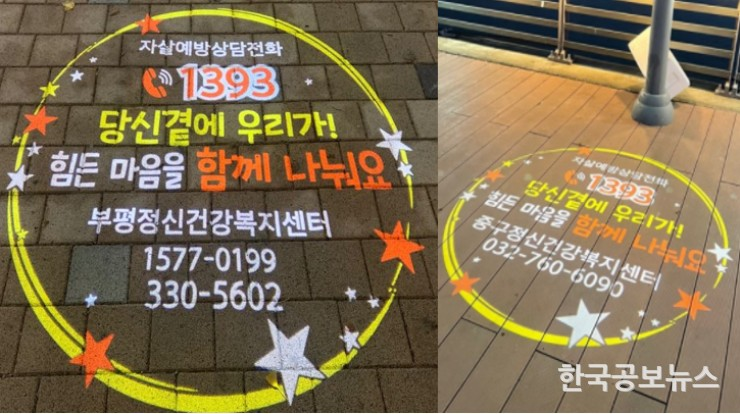 자살예방상담전화
1393
당신곁에 우리가!
힘든 마음을 함께 나눠요
부평정신건강복지센터
1577-0199
330-5602
자살예방상담전화
1393
당신곁에 우리가!
힘든 마음을 함께 나눠요
중구정신건강복지센터
032-760-6090
한국공보뉴스